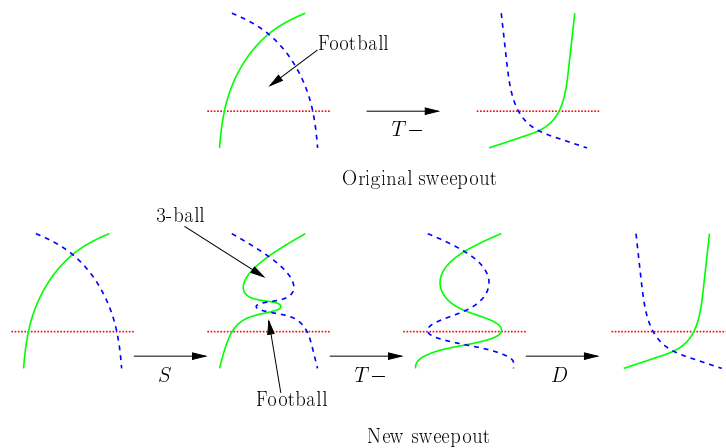 Football
T−
Original sweepout
3-ball
S
T−
D
Football
New sweepout